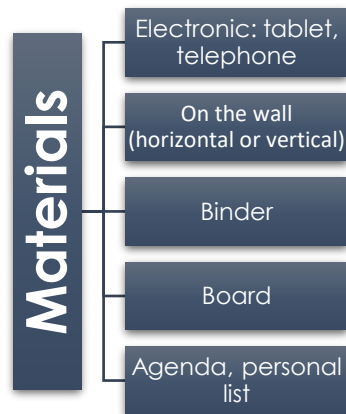 Materials
Electronic: tablet,
telephone
On the wall
(horizontal or vertical)
Binder
Board
Agenda, personal
list